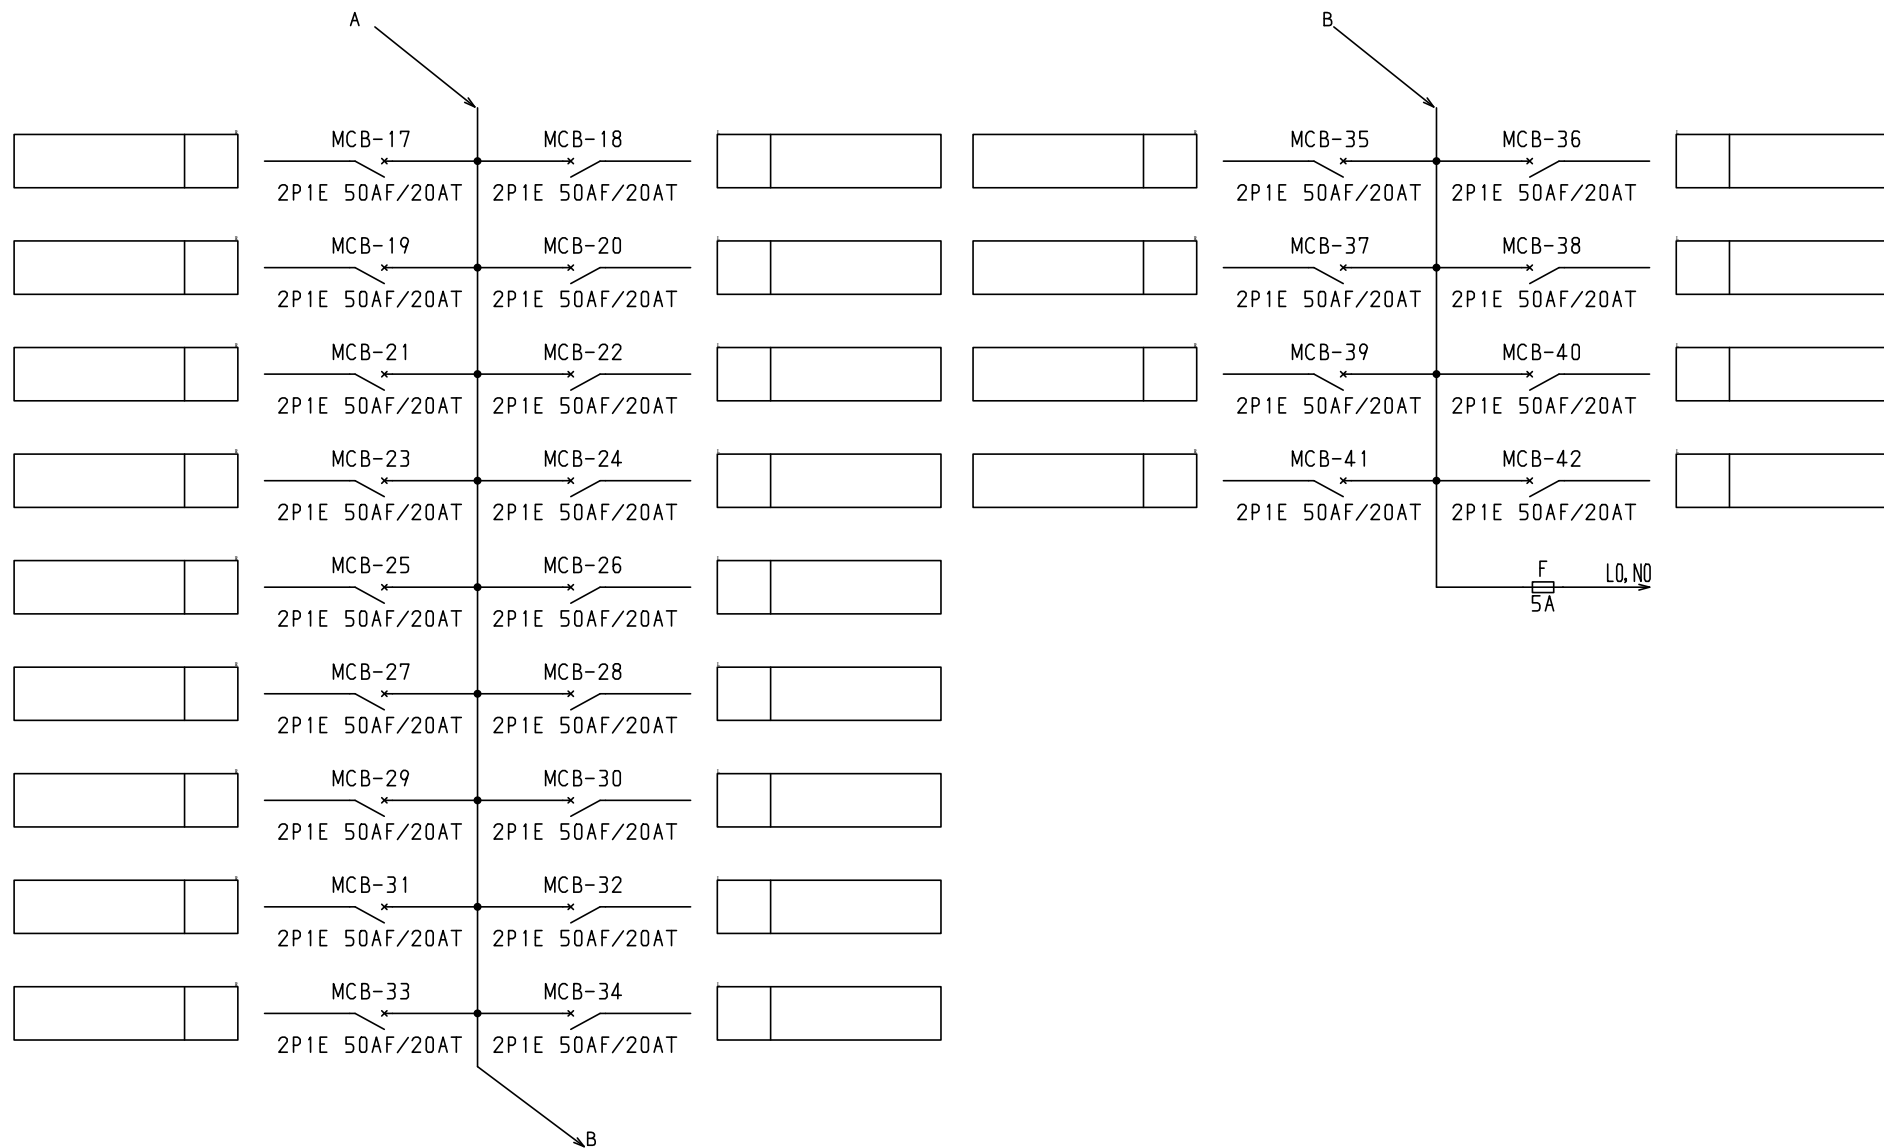 A
MCB-17 MCB-18
2P1E 50AF/20AT 2P1E 50AF/20AT
MCB-19 MCB-20
2P1E 50AF/20AT 2P1E 50AF/20AT
MCB-21 MCB-22
2P1E 50AF/20AT 2P1E 50AF/20AT
MCB-23 MCB-24
2P1E 50AF/20AT 2P1E 50AF/20AT
MCB-25 MCB-26
2P1E 50AF/20AT 2P1E 50AF/20AT
MCB-27 MCB-28
2P1E 50AF/20AT 2P1E 50AF/20AT
MCB-29 MCB-30
2P1E 50AF/20AT 2P1E 50AF/20AT
MCB-31 MCB-32
2P1E 50AF/20AT 2P1E 50AF/20AT
MCB-33 MCB-34
2P1E 50AF/20AT 2P1E 50AF/20AT
B
B
MCB-35 MCB-36
2P1E 50AF/20AT 2P1E 50AF/20AT
MCB-37 MCB-38
2P1E 50AF/20AT 2P1E 50AF/20AT
MCB-39 MCB-40
2P1E 50AF/20AT 2P1E 50AF/20AT
MCB-41 MCB-42
2P1E 50AF/20AT 2P1E 50AF/20AT
F L0,N0
5A